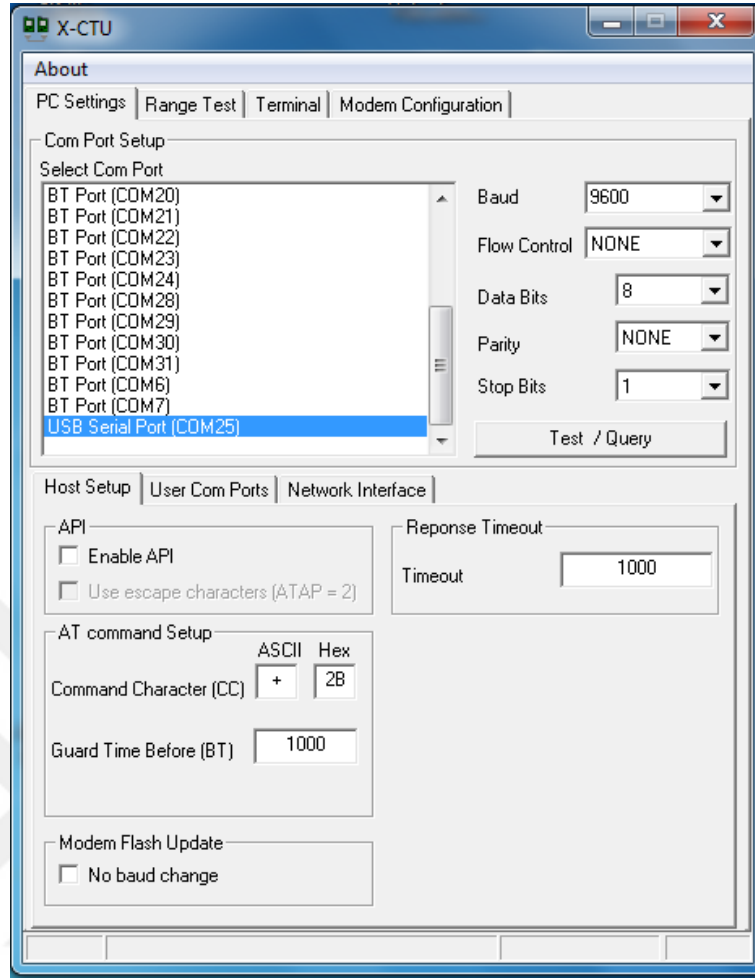 X-CTU
About
PC Settings Range Test Terminal Modem Configuration
Com Port Setup
Select Com Port
BT Port (COM20)
BT Port (COM21)
BT Port (COM22)
BT Port (COM23)
BT Port (COM24)
BT Port (COM28)
BT Port (COM29)
BT Port (COM30)
BT Port (COM31)
BT Port (COM6)
BT Port (COM7)
USB Serial Port (COM25)
Baud 9600
Flow Control NONE
Data Bits 8
Parity NONE
Stop Bits 1
Test / Query
Host Setup User Com Ports Network Interface
API
Enable API
Use escape characters (ATAP = 2)
Reponse Timeout
Timeout 1000
AT command Setup
ASCII Hex
Command Character (CC) + 2B
Guard Time Before (BT) 1000
Modem Flash Update
No baud change